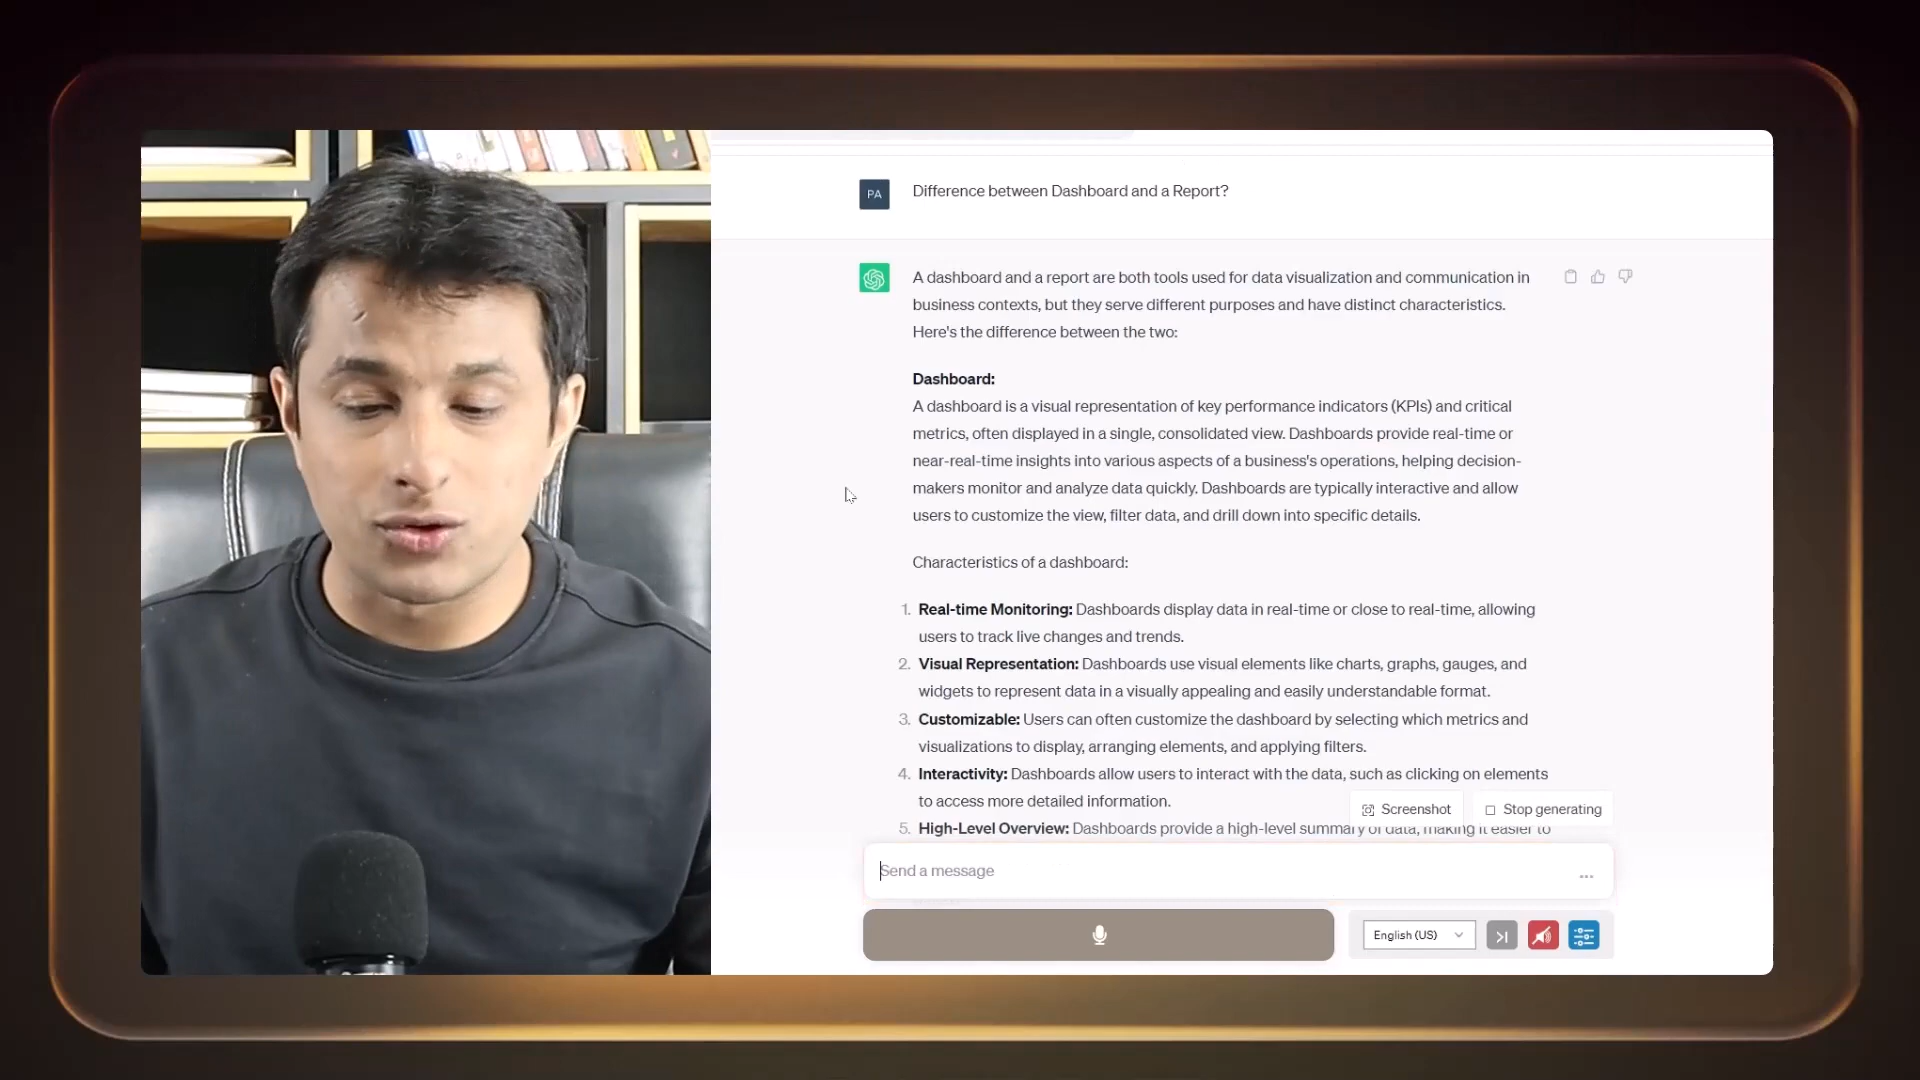 PA
Difference between Dashboard and a Report?
A dashboard and a report are both tools used for data visualization and communication in
business contexts, but they serve different purposes and have distinct characteristics.
Here's the difference between the two:
Dashboard:
A dashboard is a visual representation of key performance indicators (KPIs) and critical
metrics, often displayed in a single, consolidated view. Dashboards provide real-time or
near-real-time insights into various aspects of a business's operations, helping decision-
makers monitor and analyze data quickly. Dashboards are typically interactive and allow
users to customize the view, filter data, and drill down into specific details.
Characteristics of a dashboard:
1. Real-time Monitoring: Dashboards display data in real-time or close to real-time, allowing
users to track live changes and trends.
2. Visual Representation: Dashboards use visual elements like charts, graphs, gauges, and
widgets to represent data in a visually appealing and easily understandable format.
3. Customizable: Users can often customize the dashboard by selecting which metrics and
visualizations to display, arranging elements, and applying filters.
4. Interactivity: Dashboards allow users to interact with the data, such as clicking on elements
to access more detailed information.
Screenshot
Stop generating
5. High-Level Overview: Dashboards provide a high-level summary of data, making it easier to
Send a message
...
English (US)